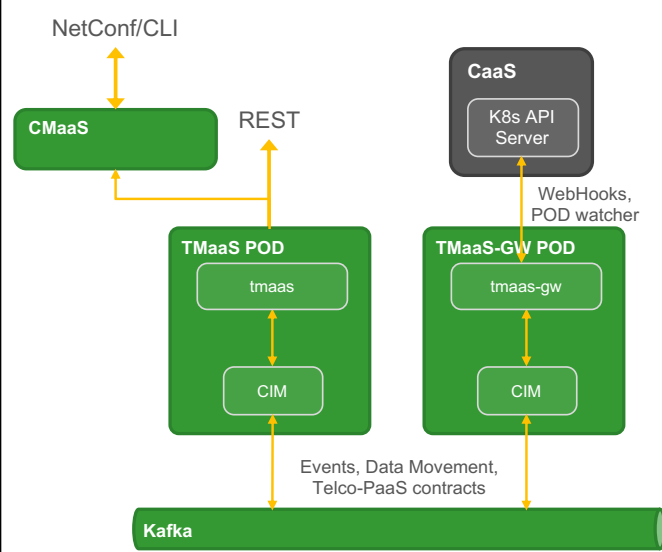 NetConf/CLI
CaaS
K8s API
Server
CMaaS
REST
WebHooks,
POD watcher
TMaaS POD
tmaas
CIM
TMaaS-GW POD
tmaas-gw
CIM
Events, Data Movement,
Telco-PaaS contracts
Kafka